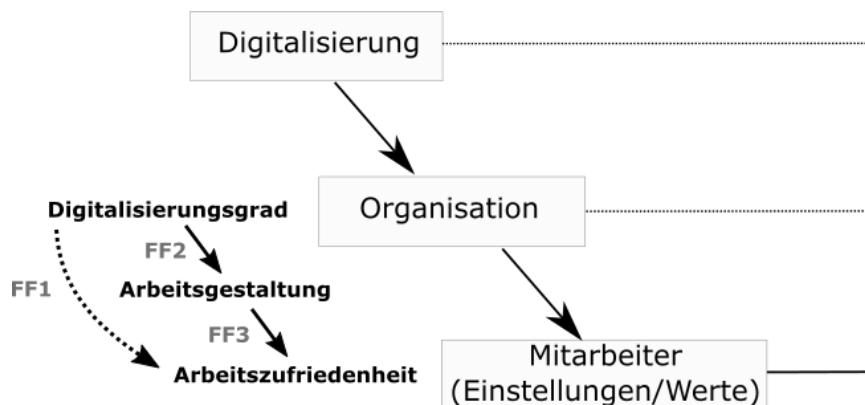 Digitalisierung
Organisation
Digitalisierungsgrad
FF2
Arbeitsgestaltung
FF1
FF3
Arbeitszufriedenheit
Mitarbeiter
(Einstellungen/Werte)